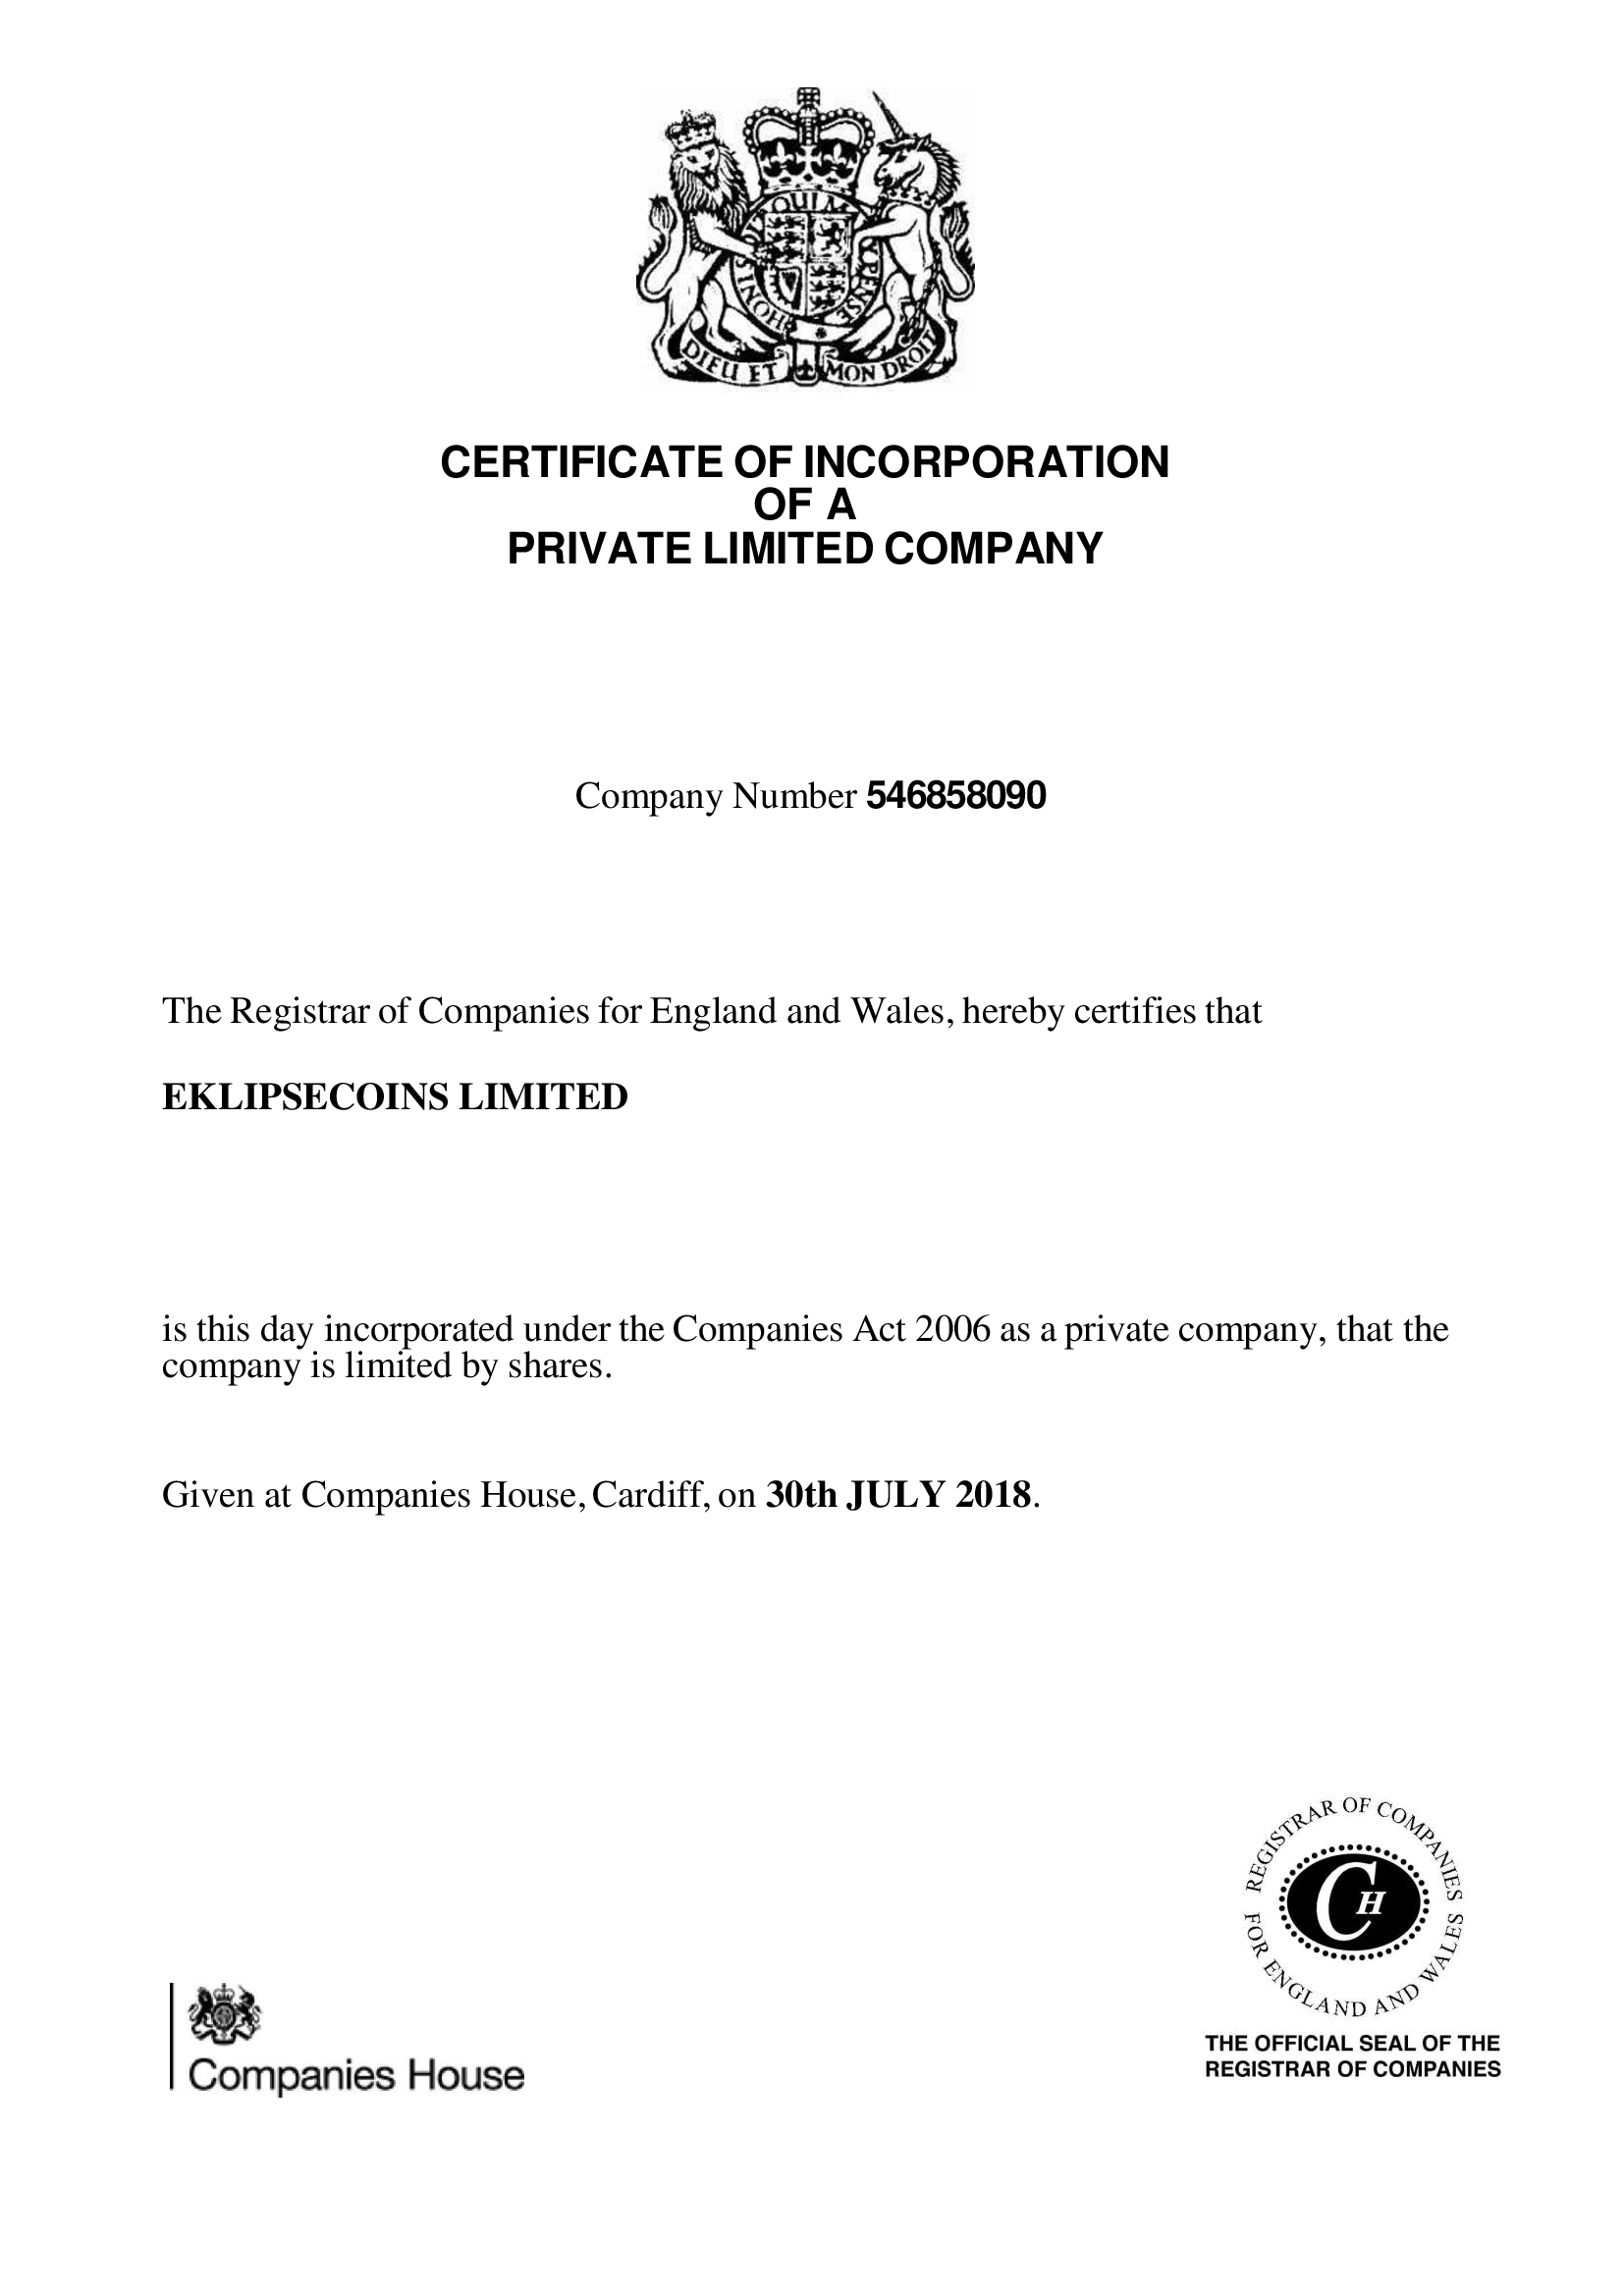 CERTIFICATE OF INCORPORATION
OF A
PRIVATE LIMITED COMPANY
Company Number 546858090
The Registrar of Companies for England and Wales, hereby certifies that
EKLIPSECOINS LIMITED
is this day incorporated under the Companies Act 2006 as a private company, that the
company is limited by shares.
Given at Companies House, Cardiff, on 30th JULY 2018.
REGISTRAR OF COMPANIES
FOR ENGLAND AND WALES
CH
THE OFFICIAL SEAL OF THE
REGISTRAR OF COMPANIES
Companies House
DIEU ET MON DROIT